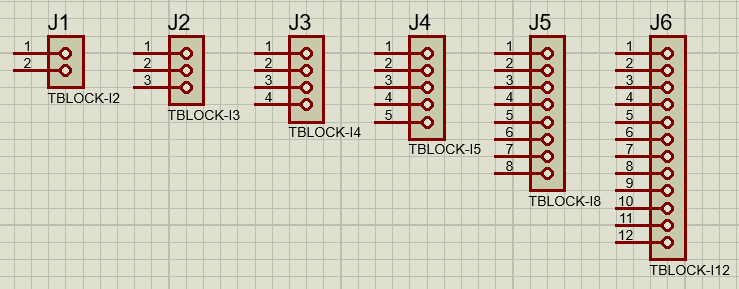 J1 J2 J3 J4 J5 J6
1 1 1 1 1 1
2 2 2 2 2 2
3 3 3 3 3
TBLOCK-I2 4 4 4 4
TBLOCK-I3 5 5 5
TBLOCK-I4 6 6
TBLOCK-I5 7 7
8 8
TBLOCK-I8 9
10
11
12
TBLOCK-I12